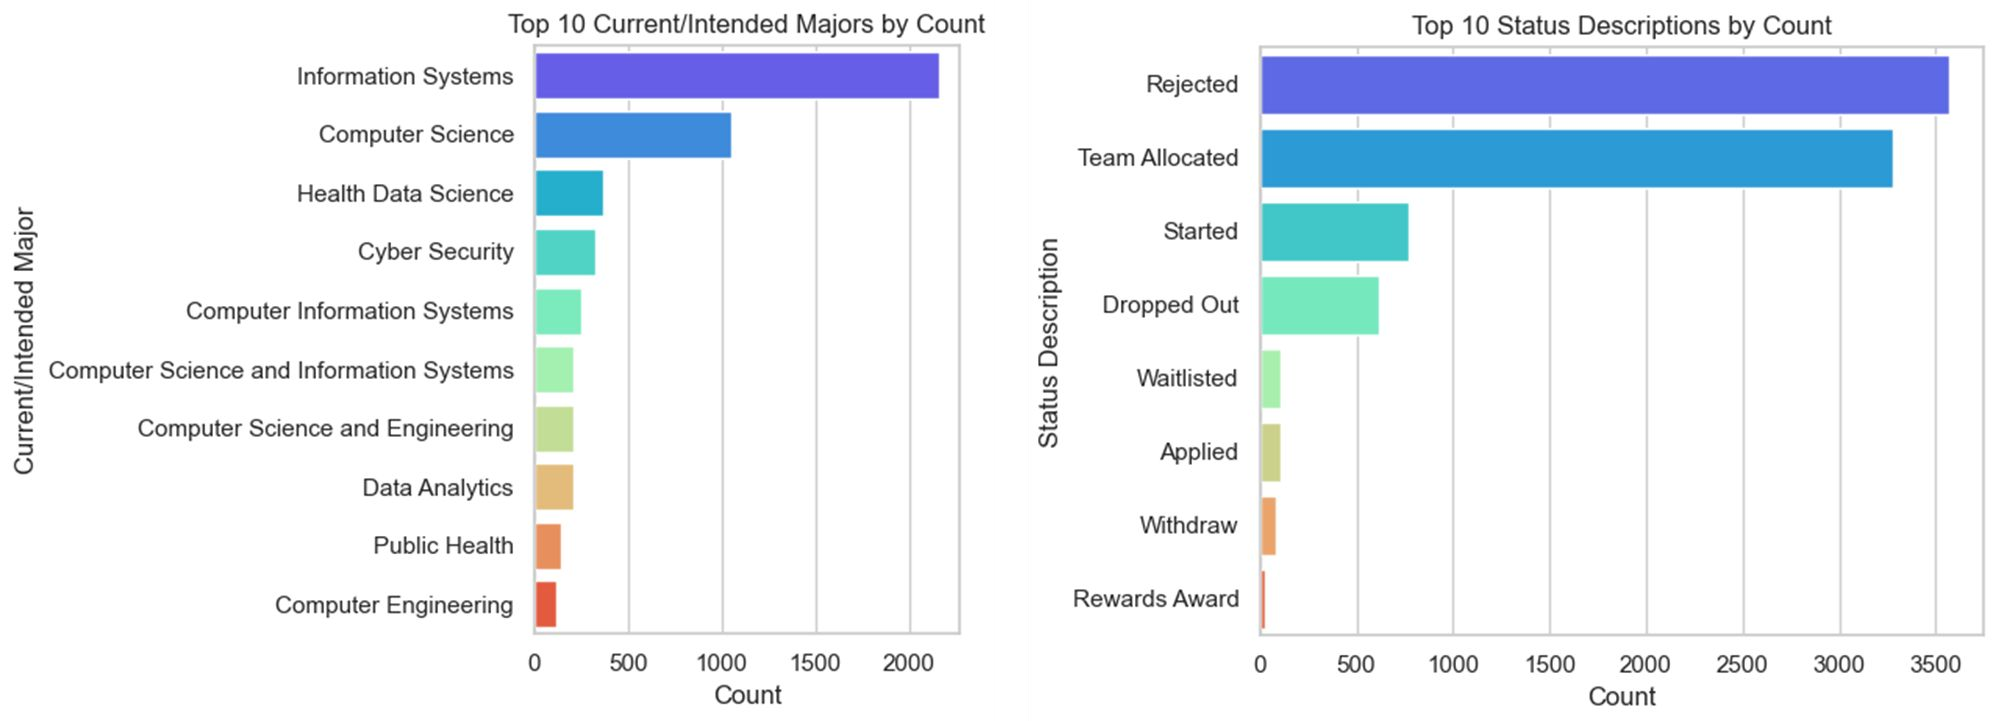 Top 10 Current/Intended Majors by Count
Current/Intended Major
Information Systems
Computer Science
Health Data Science
Cyber Security
Computer Information Systems
Computer Science and Information Systems
Computer Science and Engineering
Data Analytics
Public Health
Computer Engineering
0 500 1000 1500 2000
Count
Top 10 Status Descriptions by Count
Status Description
Rejected
Team Allocated
Started
Dropped Out
Waitlisted
Applied
Withdraw
Rewards Award
0 500 1000 1500 2000 2500 3000 3500
Count